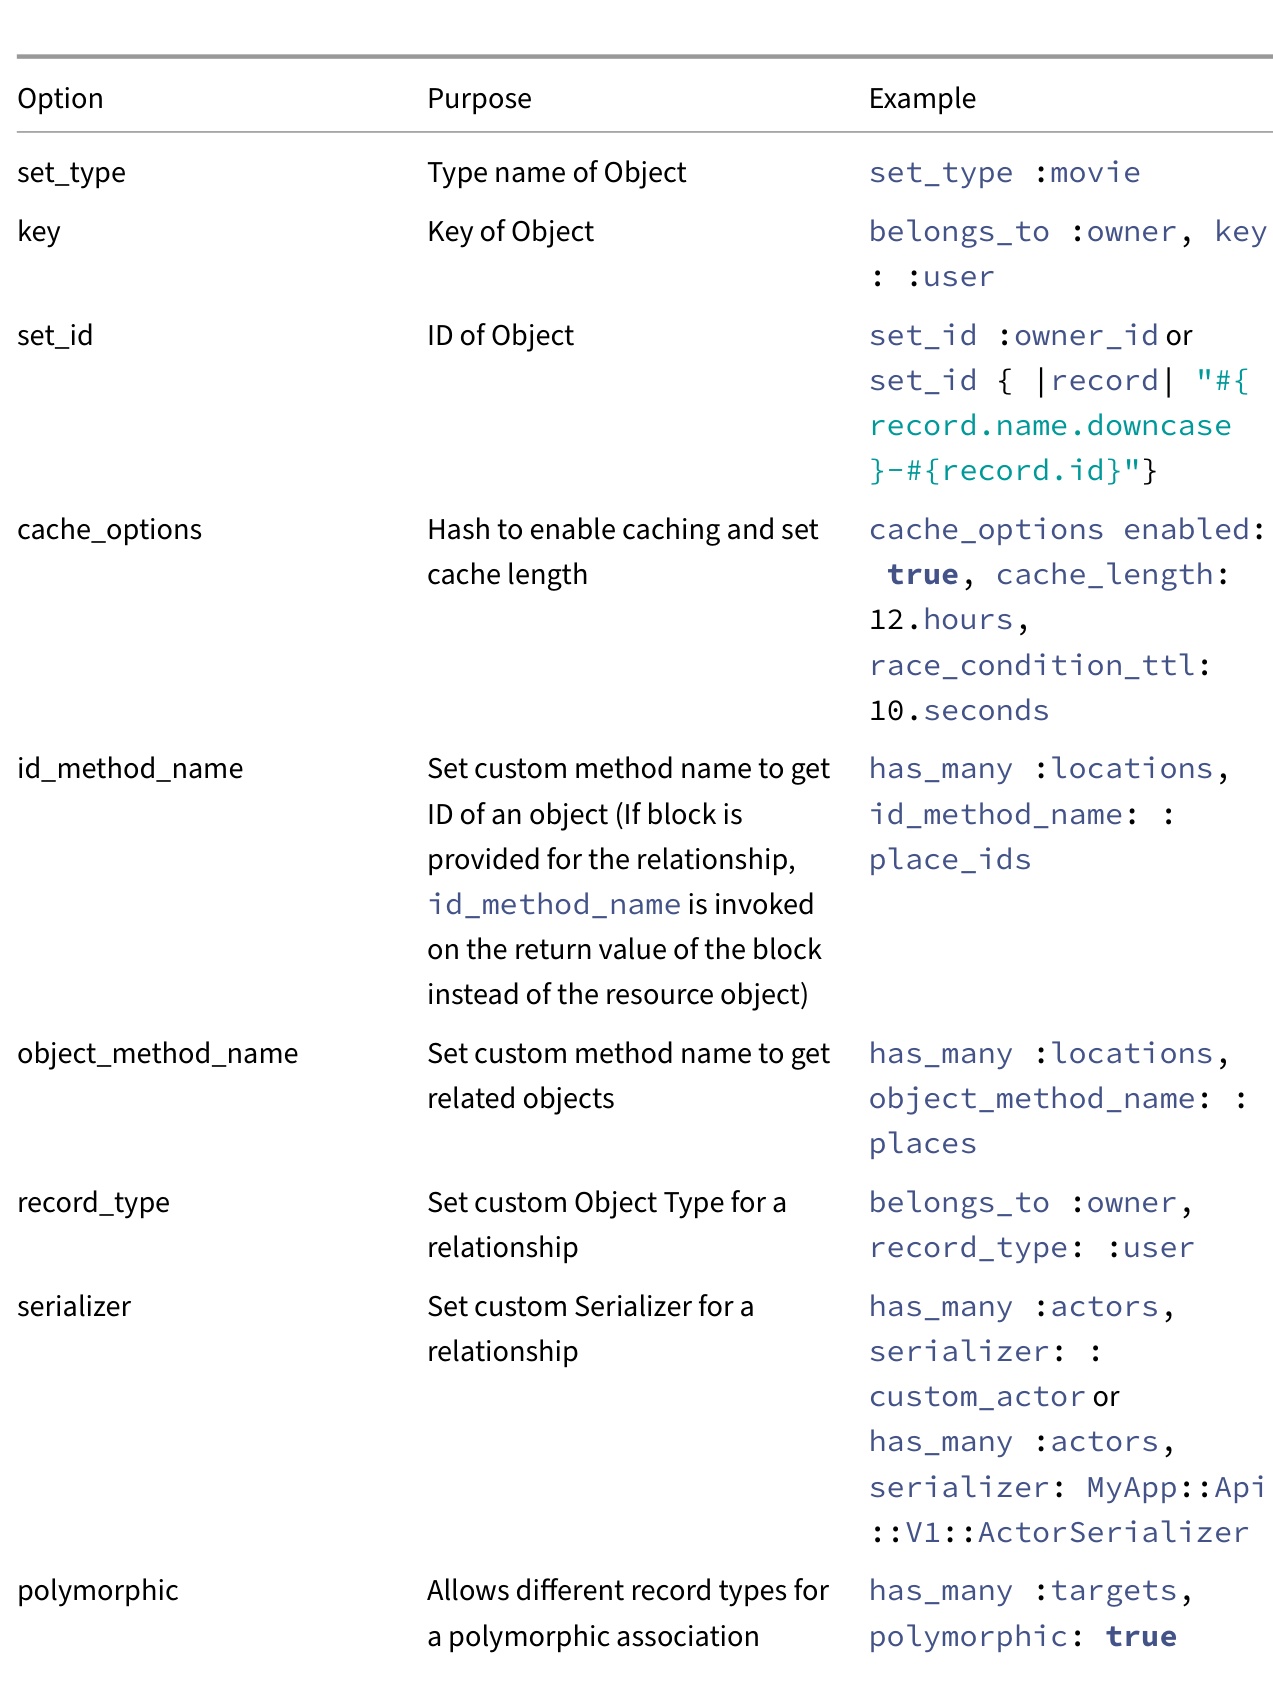 Option Purpose Example
set_type Type name of Object set_type :movie
key Key of Object belongs_to :owner, key
: :user
set_id ID of Object set_id :owner_id or
set_id { |record| "#{
record.name.downcase
}-#{record.id}"}
cache_options Hash to enable caching and set cache_options enabled:
cache length true, cache_length:
12.hours,
race_condition_ttl:
10.seconds
id_method_name Set custom method name to get has_many :locations,
ID of an object (If block is id_method_name: :
provided for the relationship, place_ids
id_method_name is invoked
on the return value of the block
instead of the resource object)
object_method_name Set custom method name to get has_many :locations,
related objects object_method_name: :
places
record_type Set custom Object Type for a belongs_to :owner,
relationship record_type: :user
serializer Set custom Serializer for a has_many :actors,
relationship serializer: :
custom_actor or
has_many :actors,
serializer: MyApp::Api
::V1::ActorSerializer
polymorphic Allows different record types for has_many :targets,
a polymorphic association polymorphic: true